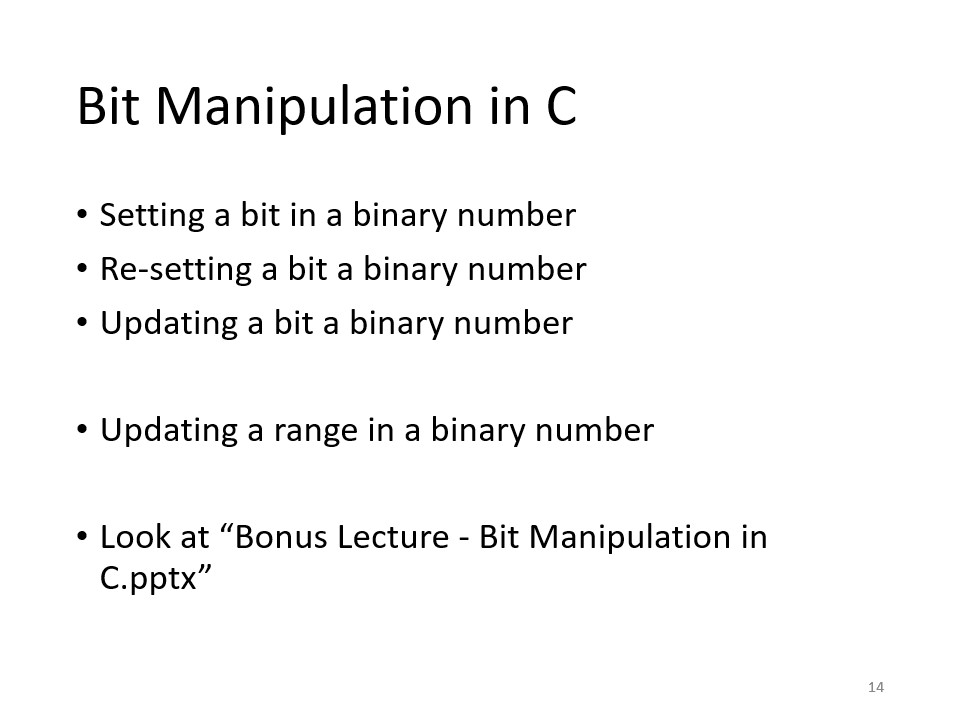 Bit Manipulation in C
• Setting a bit in a binary number
• Re-setting a bit a binary number
• Updating a bit a binary number
• Updating a range in a binary number
• Look at “Bonus Lecture - Bit Manipulation in
C.pptx”
14